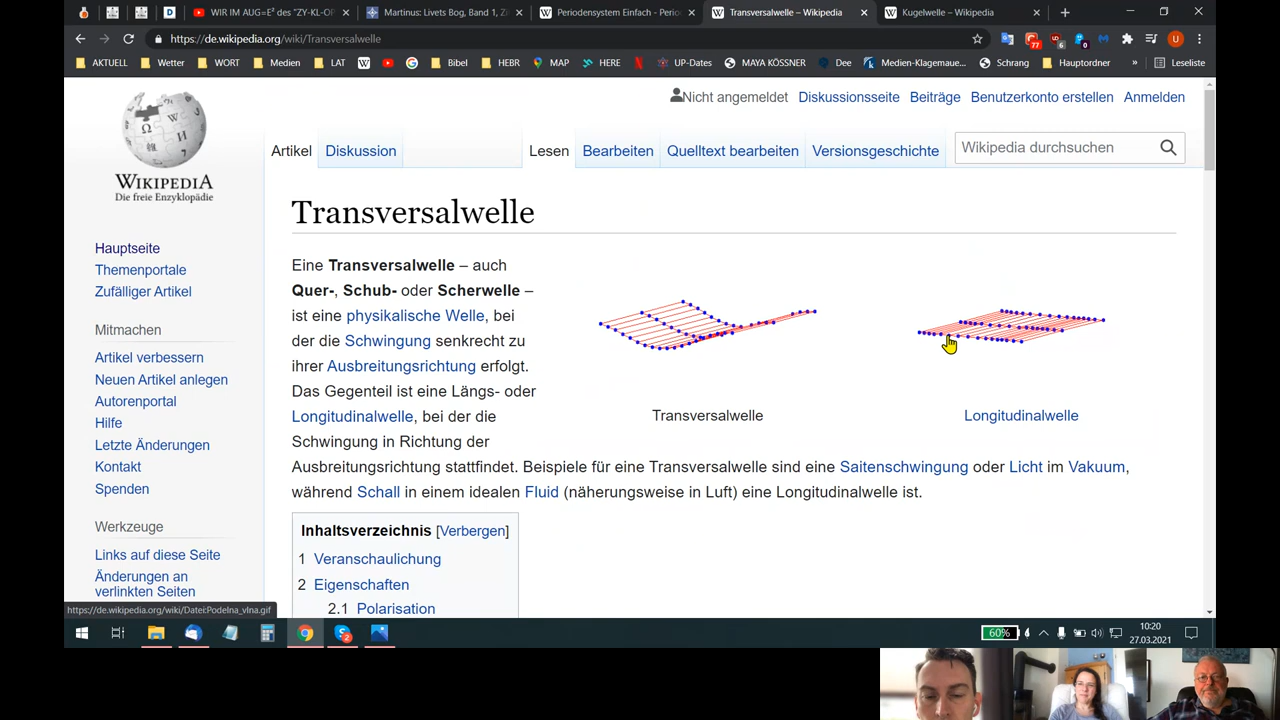 WIR IM AUG=E² des "ZY-KL-OP
Martinus: Livets Bog, Band 1, Z
Periodensystem Einfach - Period
Transversalwelle – Wikipedia
Kugelwelle – Wikipedia
https://de.wikipedia.org/wiki/Transversalwelle
77
6
0
U
AKTUELL
Wetter
WORT
Medien
LAT
Bibel
HEBR
MAP
HERE
UP-Dates
MAYA KÖSSNER
Dee
Medien-Klagemaue...
Schrang
Hauptordner
»
Leseliste
WIKIPEDIA
Die freie Enzyklopädie
Nicht angemeldet Diskussionsseite Beiträge Benutzerkonto erstellen Anmelden
Artikel Diskussion Lesen Bearbeiten Quelltext bearbeiten Versionsgeschichte Wikipedia durchsuchen
Hauptseite
Themenportale
Zufälliger Artikel
Mitmachen
Artikel verbessern
Neuen Artikel anlegen
Autorenportal
Hilfe
Letzte Änderungen
Kontakt
Spenden
Werkzeuge
Links auf diese Seite
Änderungen an
verlinkten Seiten
Transversalwelle
Eine Transversalwelle – auch
Quer-, Schub- oder Scherwelle –
ist eine physikalische Welle, bei
der die Schwingung senkrecht zu
ihrer Ausbreitungsrichtung erfolgt.
Das Gegenteil ist eine Längs- oder
Longitudinalwelle, bei der die
Schwingung in Richtung der
Ausbreitungsrichtung stattfindet. Beispiele für eine Transversalwelle sind eine Saitenschwingung oder Licht im Vakuum,
während Schall in einem idealen Fluid (näherungsweise in Luft) eine Longitudinalwelle ist.
Transversalwelle
Longitudinalwelle
Inhaltsverzeichnis [Verbergen]
1 Veranschaulichung
2 Eigenschaften
2.1 Polarisation
https://de.wikipedia.org/wiki/Datei:Podelna_vlna.gif
60%
10:20
27.03.2021